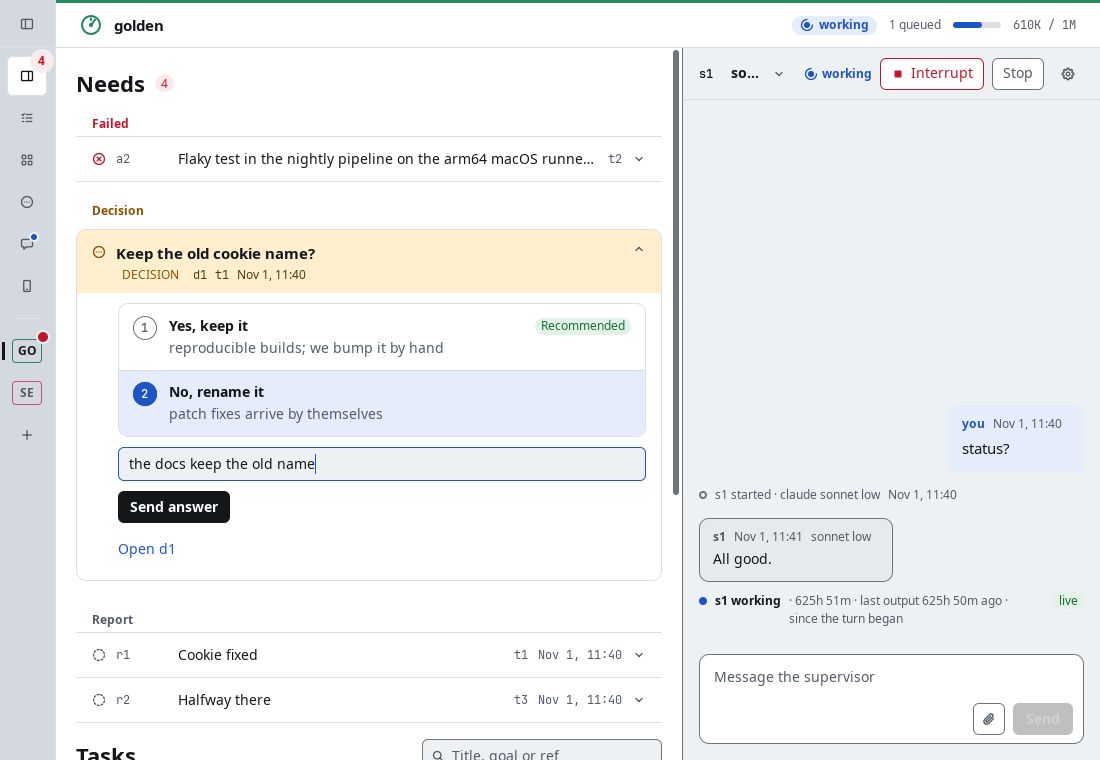 golden
working
1 queued
610K / 1M
4
GO
SE
Needs 4
Failed
a2 Flaky test in the nightly pipeline on the arm64 macOS runne... t2
Decision
Keep the old cookie name?
DECISION d1 t1 Nov 1, 11:40
1 Yes, keep it Recommended
reproducible builds; we bump it by hand
2 No, rename it
patch fixes arrive by themselves
the docs keep the old name
Send answer
Open d1
Report
r1 Cookie fixed t1 Nov 1, 11:40
r2 Halfway there t3 Nov 1, 11:40
Tasks
Title, goal or ref
s1 so... working Interrupt Stop
you Nov 1, 11:40
status?
s1 started · claude sonnet low Nov 1, 11:40
s1 Nov 1, 11:41 sonnet low
All good.
s1 working · 625h 51m · last output 625h 50m ago · live
since the turn began
Message the supervisor
Send